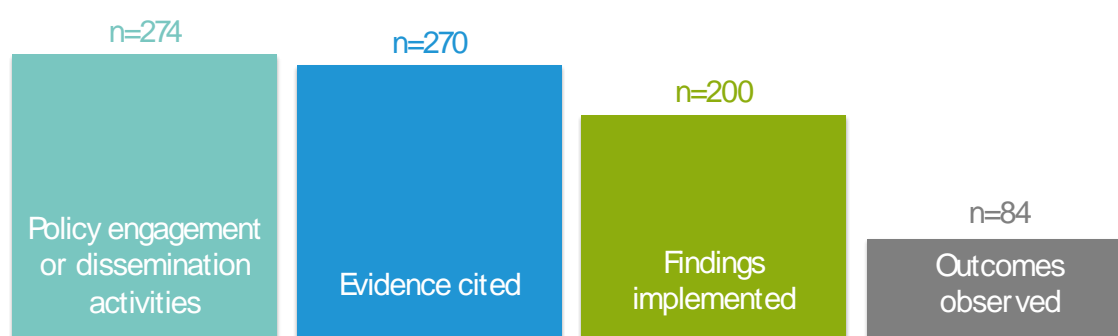 n=274
n=270
n=200
n=84
Policy engagement
or dissemination
activities
Evidence cited
Findings
implemented
Outcomes
observed